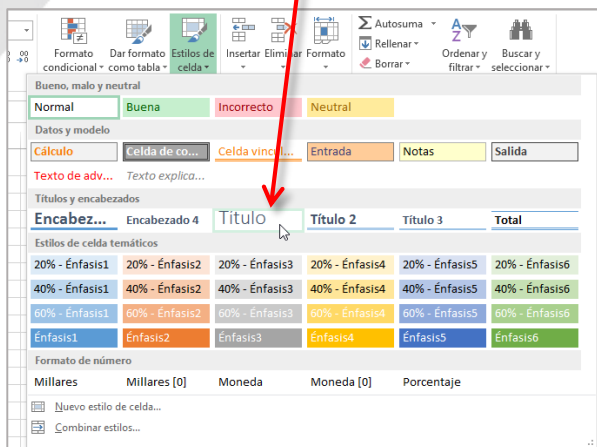 Autosuma
Rellenar
Borrar
Formato condicional
Dar formato como tabla
Estilos de celda
Insertar
Eliminar
Formato
Ordenar y filtrar
Buscar y seleccionar
Bueno, malo y neutral
Normal Buena Incorrecto Neutral
Datos y modelo
Cálculo Celda de co... Celda vincul... Entrada Notas Salida
Texto de adv... Texto explica...
Títulos y encabezados
Encabez... Encabezado 4 Título Título 2 Título 3 Total
Estilos de celda temáticos
20% - Énfasis1 20% - Énfasis2 20% - Énfasis3 20% - Énfasis4 20% - Énfasis5 20% - Énfasis6
40% - Énfasis1 40% - Énfasis2 40% - Énfasis3 40% - Énfasis4 40% - Énfasis5 40% - Énfasis6
60% - Énfasis1 60% - Énfasis2 60% - Énfasis3 60% - Énfasis4 60% - Énfasis5 60% - Énfasis6
Énfasis1 Énfasis2 Énfasis3 Énfasis4 Énfasis5 Énfasis6
Formato de número
Millares Millares [0] Moneda Moneda [0] Porcentaje
Nuevo estilo de celda...
Combinar estilos...